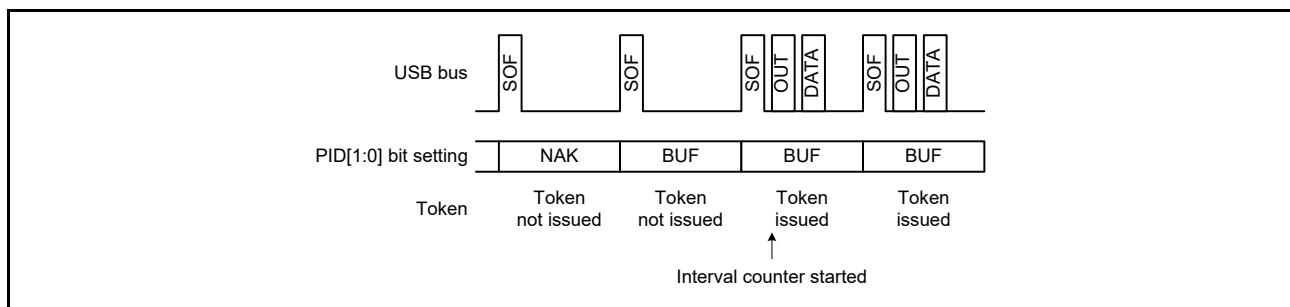 USB bus SOF SOF SOF OUT DATA SOF OUT DATA
PID[1:0] bit setting NAK BUF BUF BUF
Token Token not issued Token not issued Token issued Token issued
Interval counter started